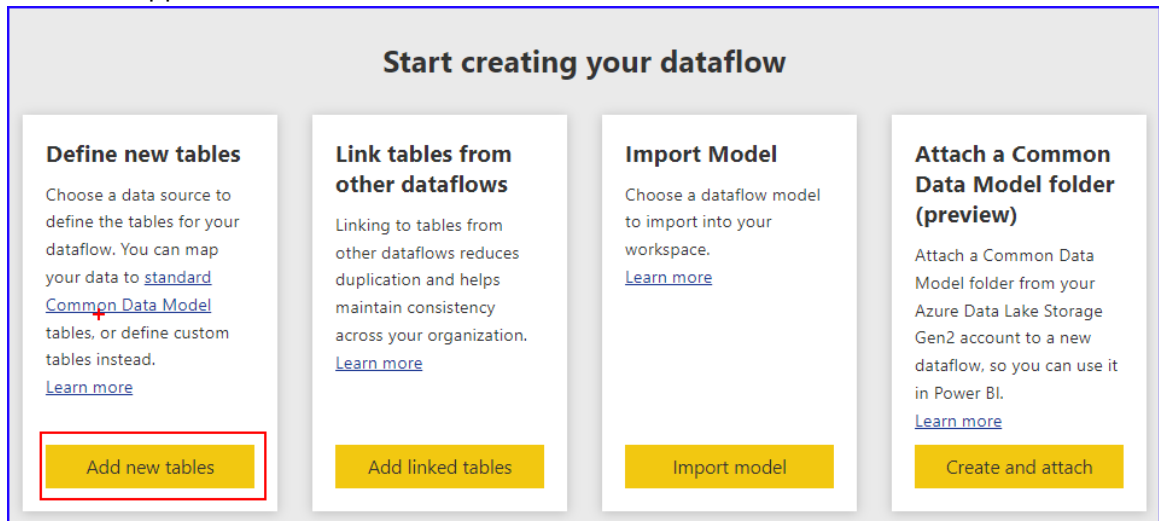 Start creating your dataflow
Define new tables
Choose a data source to
define the tables for your
dataflow. You can map
your data to standard
Common Data Model
tables, or define custom
tables instead.
Learn more
Add new tables
Link tables from
other dataflows
Linking to tables from
other dataflows reduces
duplication and helps
maintain consistency
across your organization.
Learn more
Add linked tables
Import Model
Choose a dataflow model
to import into your
workspace.
Learn more
Import model
Attach a Common
Data Model folder
(preview)
Attach a Common Data
Model folder from your
Azure Data Lake Storage
Gen2 account to a new
dataflow, so you can use it
in Power BI.
Learn more
Create and attach